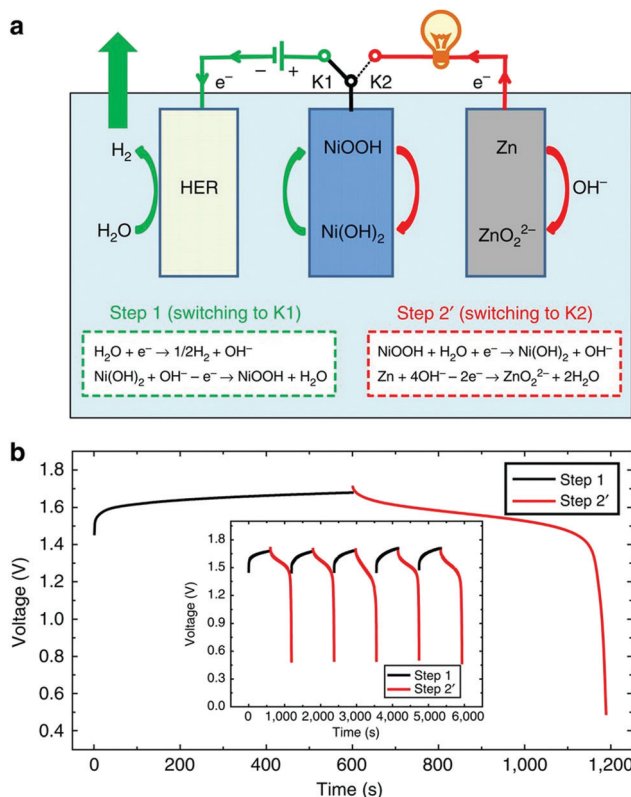 a
− + K1 K2
e⁻ e⁻
H₂ NiOOH Zn
HER OH⁻
H₂O Ni(OH)₂ ZnO₂²⁻
Step 1 (switching to K1) Step 2′ (switching to K2)
H₂O + e⁻ → 1/2H₂ + OH⁻
Ni(OH)₂ + OH⁻ − e⁻ → NiOOH + H₂O
NiOOH + H₂O + e⁻ → Ni(OH)₂ + OH⁻
Zn + 4OH⁻ − 2e⁻ → ZnO₂²⁻ + 2H₂O
b
Voltage (V)
1.8
1.6
1.4
1.2
1.0
0.8
0.6
0.4
Step 1
Step 2′
Voltage (V)
1.8
1.5
1.2
0.9
0.6
0.3
0.0
Step 1
Step 2′
0 1,000 2,000 3,000 4,000 5,000 6,000
Time (s)
0 200 400 600 800 1,000 1,200
Time (s)